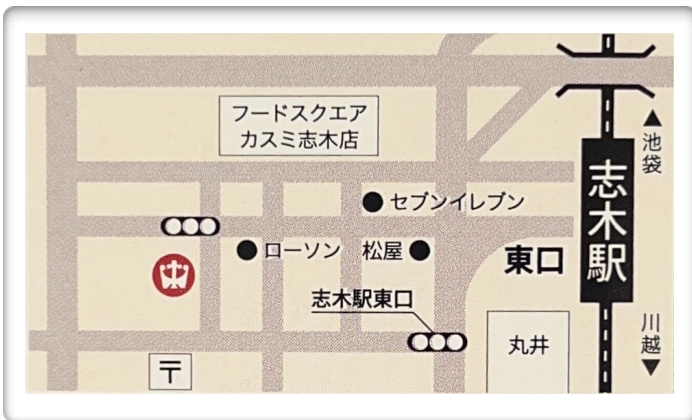 フードスクエア
カスミ志木店
▲池袋
志木駅
セブンイレブン
ローソン
松屋
東口
志木駅東口
丸井
川越▼
〒